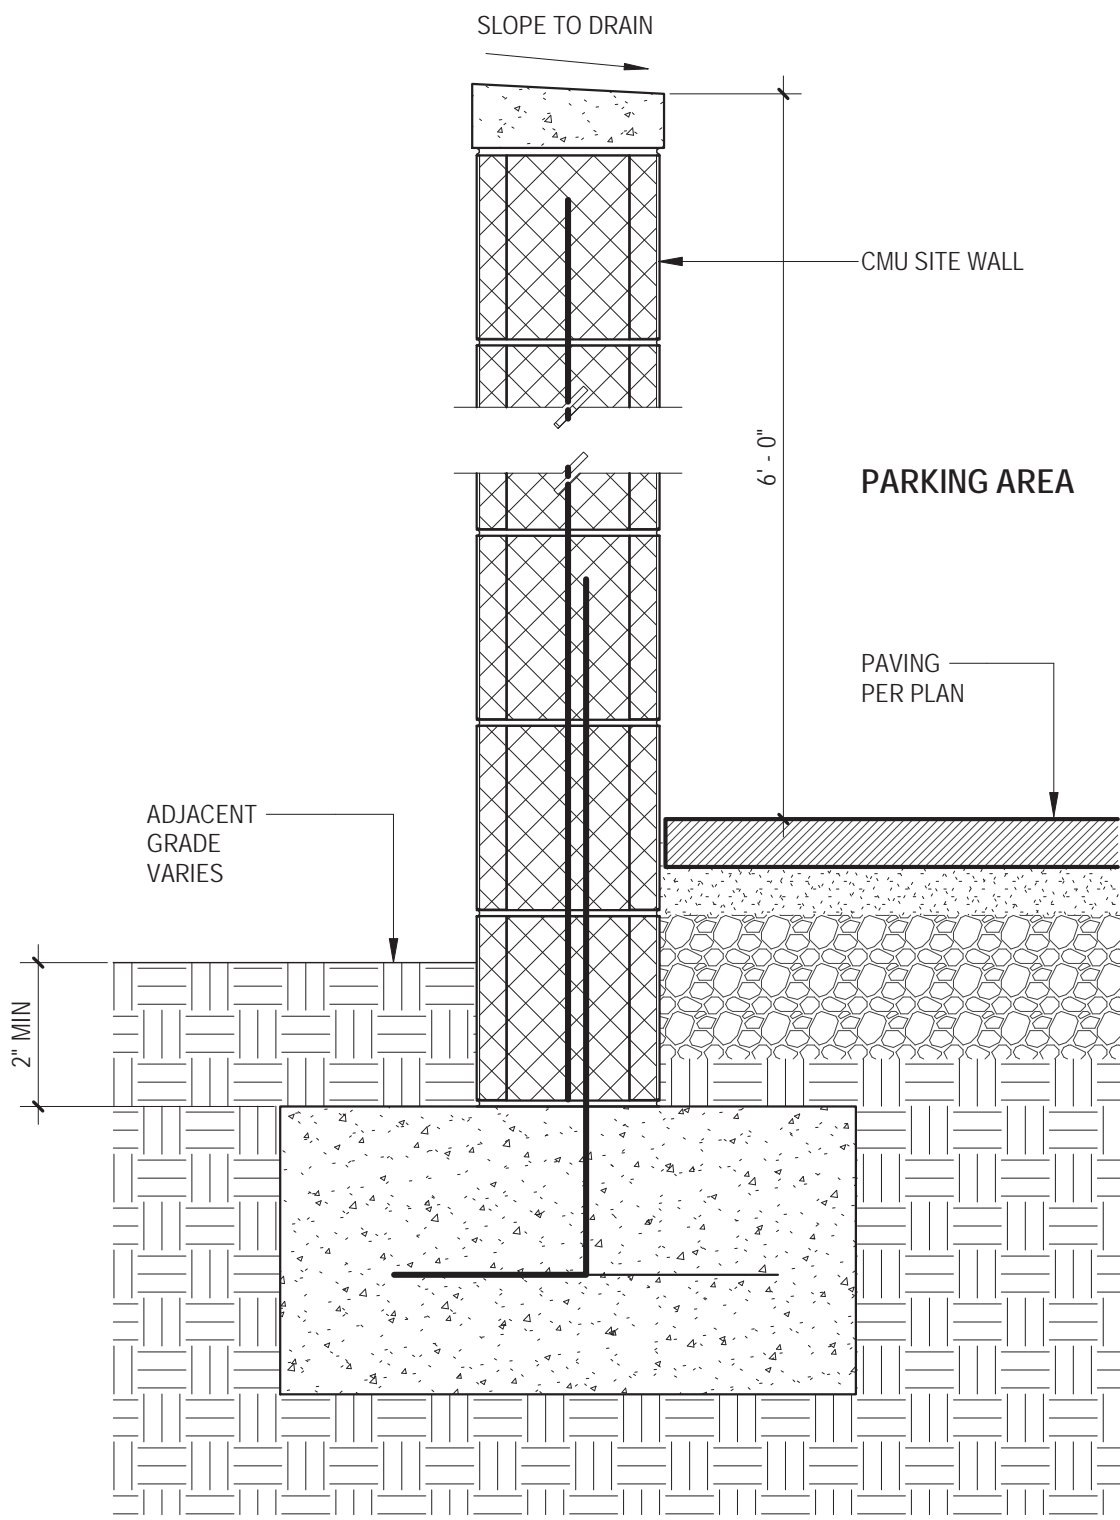 SLOPE TO DRAIN
CMU SITE WALL
6' - 0"
PARKING AREA
PAVING
PER PLAN
ADJACENT
GRADE
VARIES
2" MIN